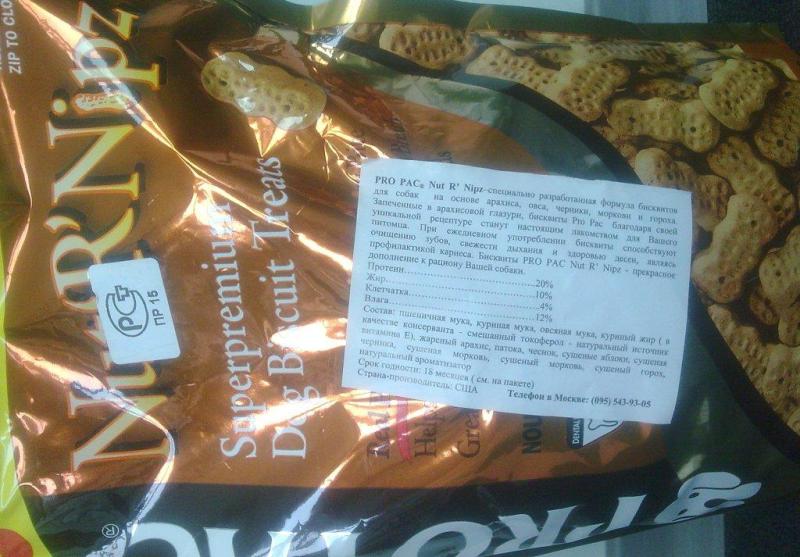 ZIP TO CLO
Nut'R'Nipz
Superpremium
Dog Biscuit Treats
PRO PAC® Nut R' Nipz–специально разработанная формула бисквитов
для собак на основе арахиса, овса, черники, моркови и гороха.
Запеченные в арахисовой глазури, бисквиты Pro Pac благодаря своей
уникальной рецептуре станут настоящим лакомством для Вашего
питомца. При ежедневном употреблении бисквиты способствуют
очищению зубов, свежести дыхания и здоровью десен, являясь
профилактикой кариеса. Бисквиты PRO PAC Nut R' Nipz - прекрасное
дополнение к рациону Вашей собаки.
Протеин...20%
Жир...10%
Клетчатка...4%
Влага...12%
Состав: пшеничная мука, куриная мука, овсяная мука, куриный жир ( в
качестве консерванта - смешанный токоферол - натуральный источник
витамина Е), жареный арахис, патока, чеснок, сушеные яблоки, сушеная
черника, сушеная морковь, сушеный морковь, сушеный горох,
натуральный ароматизатор
Срок годности: 18 месяцев ( см. на пакете)
Страна-производитель: США
Телефон в Москве: (095) 543-93-05
РСТ
ПР 15
Help
Gre
NOU
DENTAL
PRO PAC
®